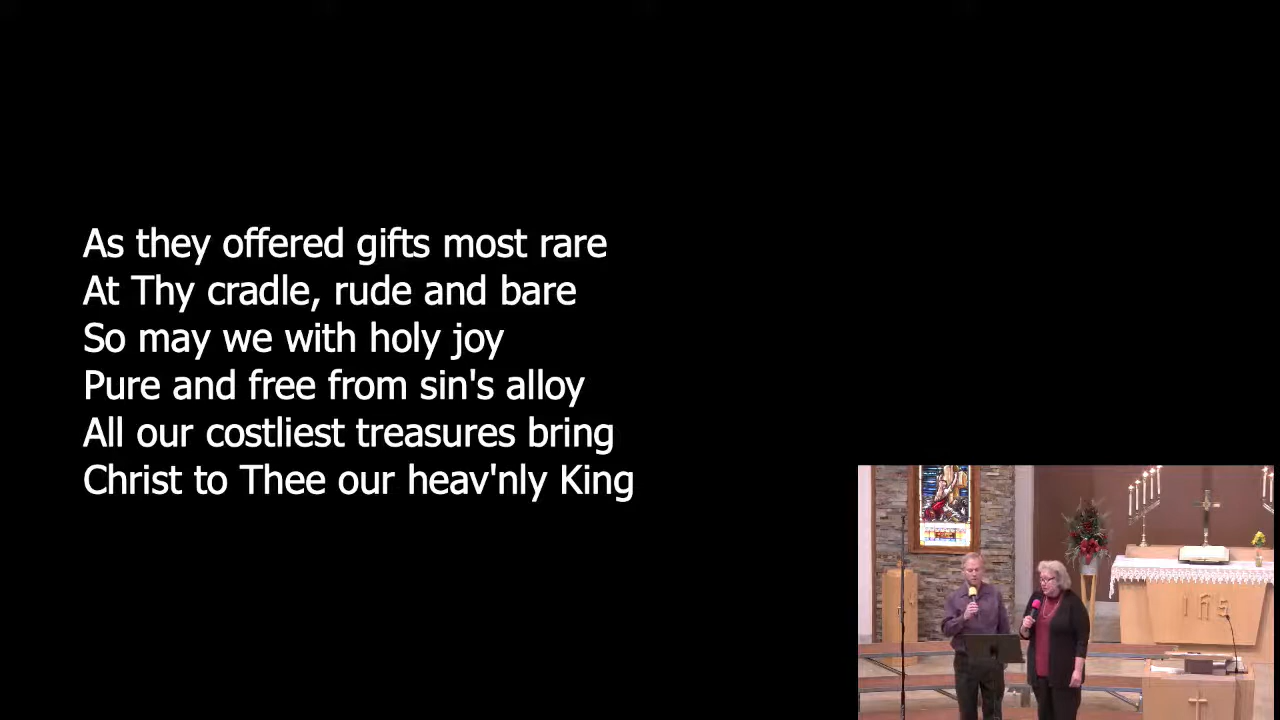 As they offered gifts most rare
At Thy cradle, rude and bare
So may we with holy joy
Pure and free from sin's alloy
All our costliest treasures bring
Christ to Thee our heav'nly King
IHS